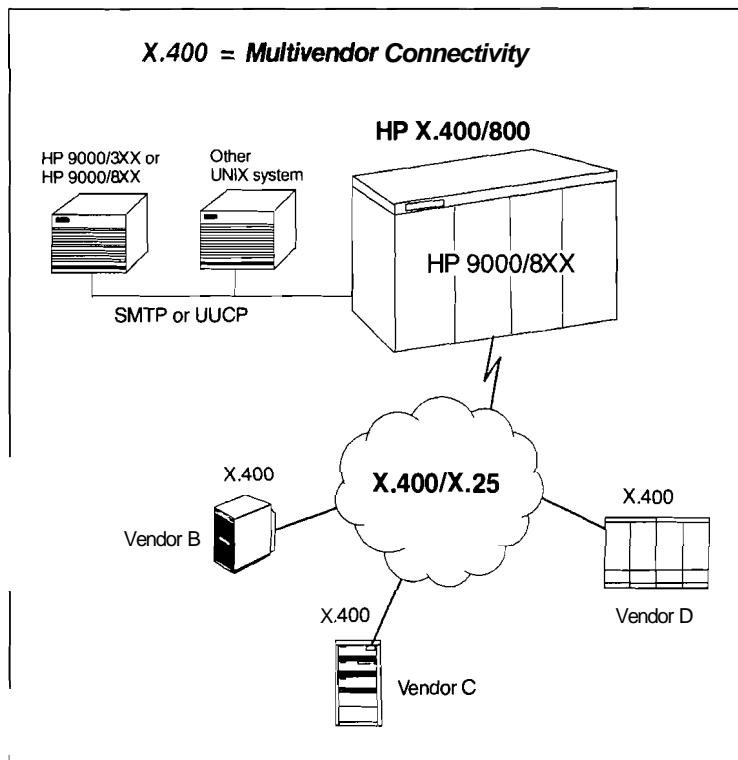 X.400 = Multivendor Connectivity
HP X.400/800
HP 9000/3XX or
HP 9000/8XX
Other
UNIX system
HP 9000/8XX
SMTP or UUCP
X.400/X.25
X.400
Vendor B
X.400
Vendor D
X.400
Vendor C